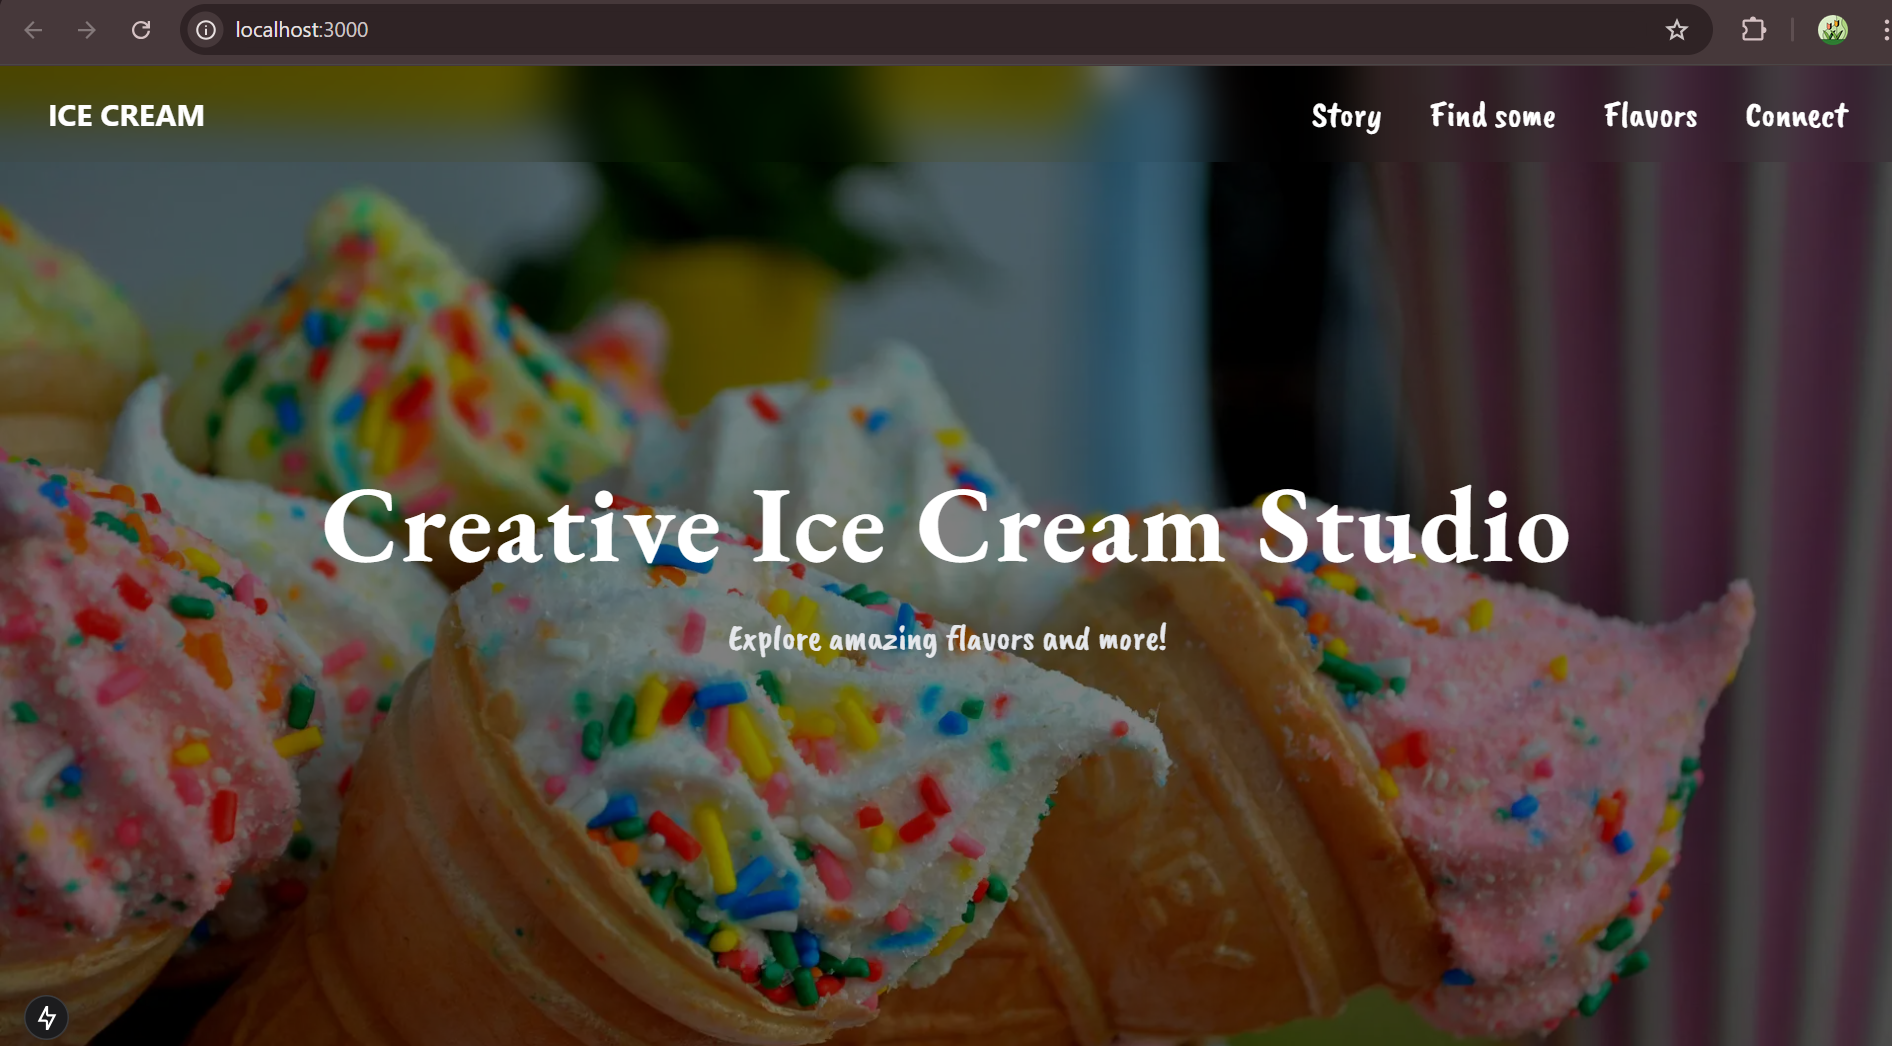 localhost:3000
ICE CREAM
Story Find some Flavors Connect
Creative Ice Cream Studio
Explore amazing flavors and more!